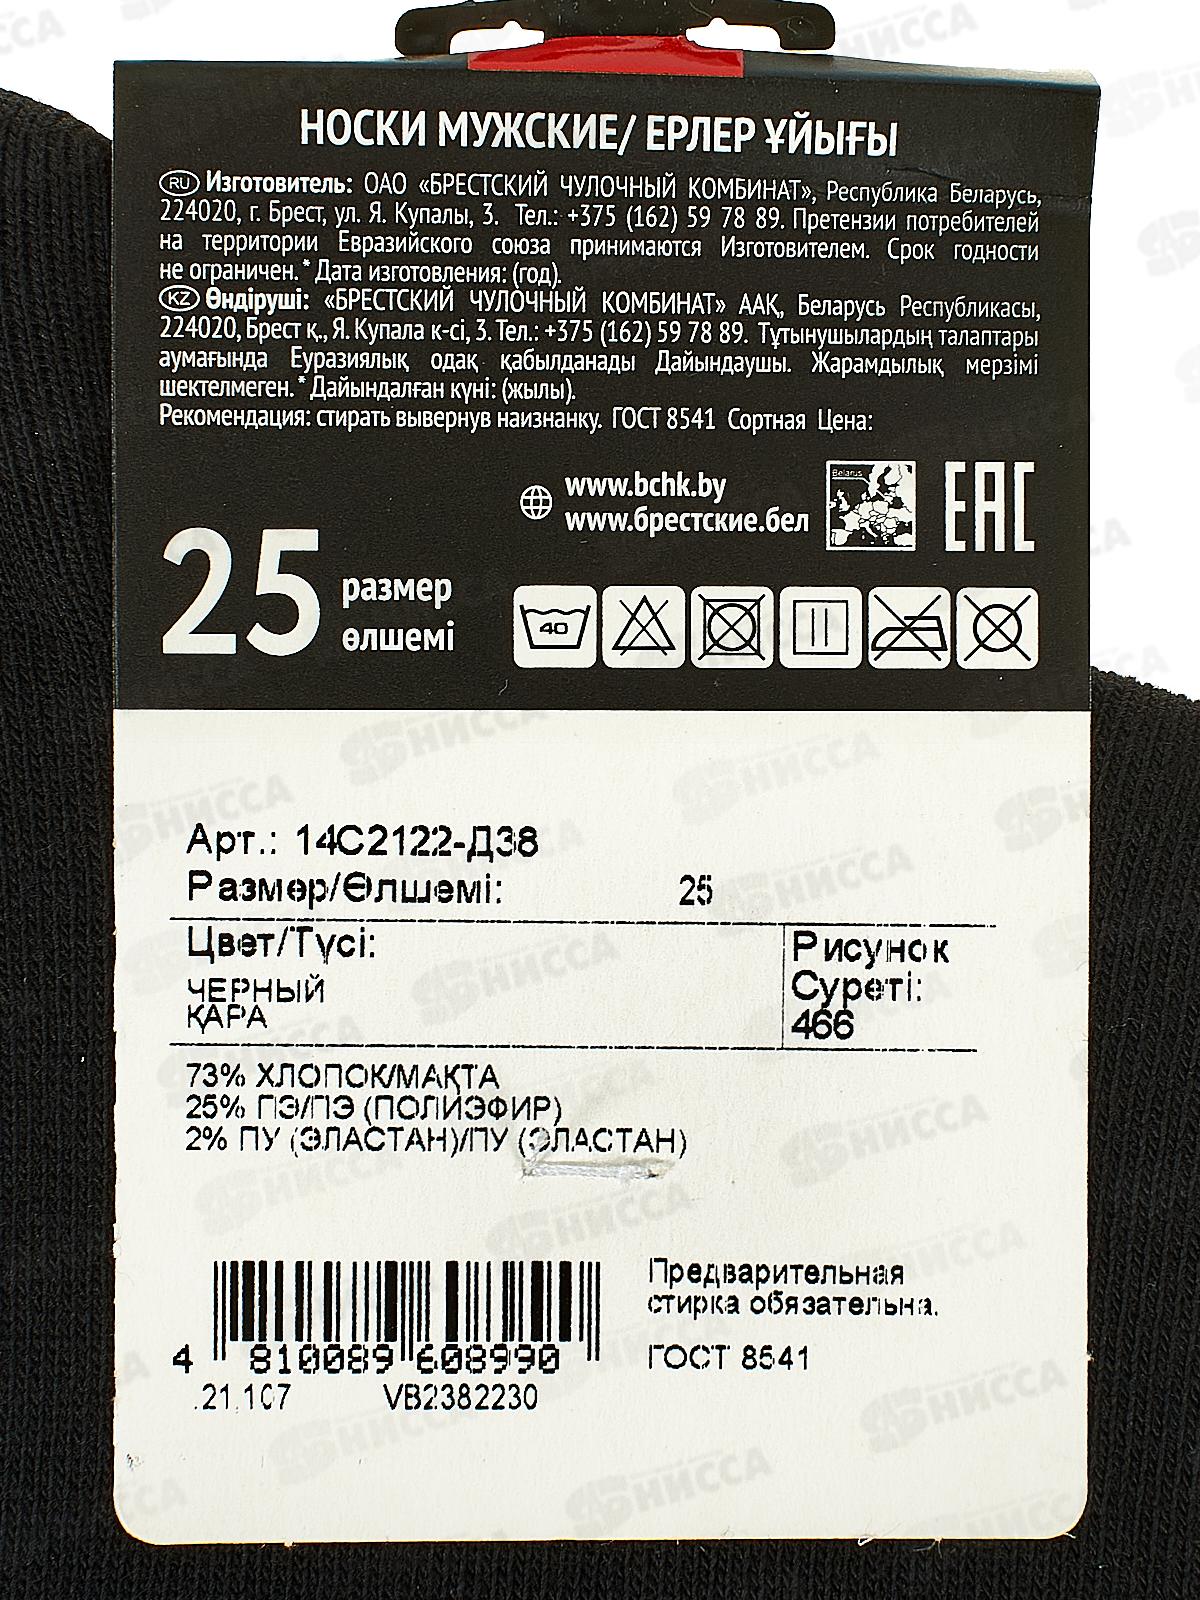 НОСКИ МУЖСКИЕ/ ЕРЛЕР ҰЙЫҒЫ
RU Изготовитель: ОАО «БРЕСТСКИЙ ЧУЛОЧНЫЙ КОМБИНАТ», Республика Беларусь,
224020, г. Брест, ул. Я. Купалы, 3. Тел.: +375 (162) 59 78 89. Претензии потребителей
на территории Евразийского союза принимаются Изготовителем. Срок годности
не ограничен.* Дата изготовления: (год).
KZ Өндіруші: «БРЕСТСКИЙ ЧУЛОЧНЫЙ КОМБИНАТ» ААҚ, Беларусь Республикасы,
224020, Брест қ., Я. Купала к-сі, 3. Тел.: +375 (162) 59 78 89. Тұтынушылардың талаптары
аумағында Еуразиялық одақ қабылданады Дайындаушы. Жарамдылық мерзімі
шектелмеген.* Дайындалған күні: (жылы).
Рекомендация: стирать вывернув наизнанку. ГОСТ 8541 Сортная Цена:
www.bchk.by
www.брестские.бел
Belarus
EAC
25 размер
өлшемі
40
Арт.: 14С2122-Д38
Размер/Өлшемі: 25
Цвет/Түсі:
ЧЕРНЫЙ
ҚАРА
Рисунок
Суреті:
466
73% ХЛОПОК/МАҚТА
25% ПЭ/ПЭ (ПОЛИЭФИР)
2% ПУ (ЭЛАСТАН)/ПУ (ЭЛАСТАН)
Предварительная
стирка обязательна.
ГОСТ 8541
4 810089 608990
.21.107 VB2382230
НИССА